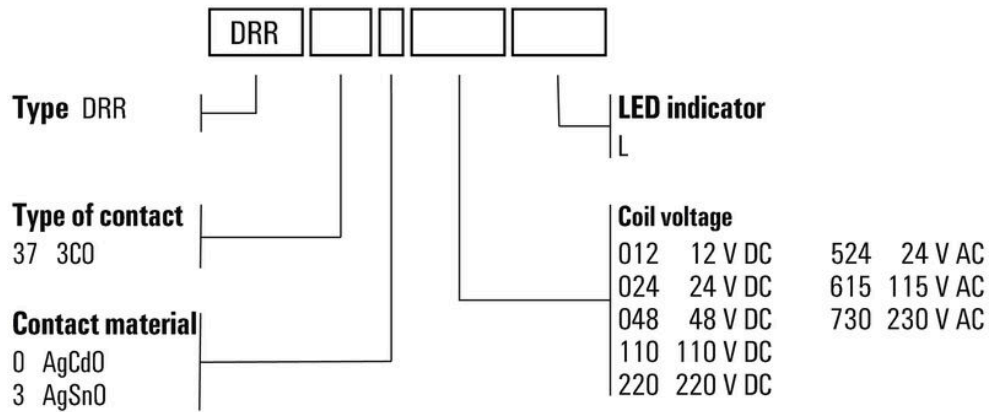 DRR
Type DRR
LED indicator
L
Type of contact
37 3CO
Contact material
0 AgCdO
3 AgSnO
Coil voltage
012 12 V DC 524 24 V AC
024 24 V DC 615 115 V AC
048 48 V DC 730 230 V AC
110 110 V DC
220 220 V DC